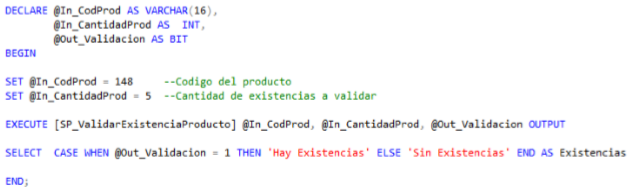 DECLARE @In_CodProd AS VARCHAR(16),
@In_CantidadProd AS INT,
@Out_Validacion AS BIT
BEGIN
SET @In_CodProd = 148 --Codigo del producto
SET @In_CantidadProd = 5 --Cantidad de existencias a validar
EXECUTE [SP_ValidarExistenciaProducto] @In_CodProd, @In_CantidadProd, @Out_Validacion OUTPUT
SELECT CASE WHEN @Out_Validacion = 1 THEN 'Hay Existencias' ELSE 'Sin Existencias' END AS Existencias
END;